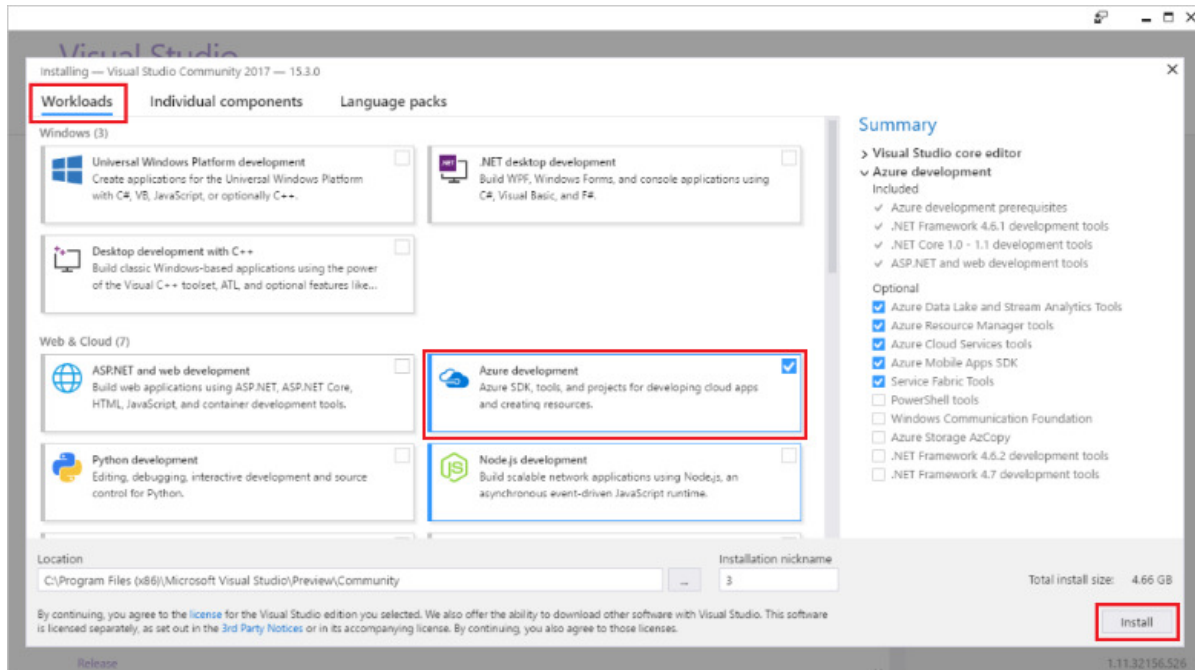 Visual Studio
Installing — Visual Studio Community 2017 — 15.3.0
Workloads
Individual components
Language packs
Windows (3)
Universal Windows Platform development
Create applications for the Universal Windows Platform
with C#, VB, JavaScript, or optionally C++.
.NET desktop development
Build WPF, Windows Forms, and console applications using
C#, Visual Basic, and F#.
Desktop development with C++
Build classic Windows-based applications using the power
of the Visual C++ toolset, ATL, and optional features like...
Web & Cloud (7)
ASP.NET and web development
Build web applications using ASP.NET, ASP.NET Core,
HTML, JavaScript, and container development tools.
Azure development
Azure SDK, tools, and projects for developing cloud apps
and creating resources.
Python development
Editing, debugging, interactive development and source
control for Python.
Node.js development
Build scalable network applications using Node.js, an
asynchronous event-driven JavaScript runtime.
Summary
Visual Studio core editor
Azure development
Included
Azure development prerequisites
.NET Framework 4.6.1 development tools
.NET Core 1.0 - 1.1 development tools
ASP.NET and web development tools
Optional
Azure Data Lake and Stream Analytics Tools
Azure Resource Manager tools
Azure Cloud Services tools
Azure Mobile Apps SDK
Service Fabric Tools
PowerShell tools
Windows Communication Foundation
Azure Storage AzCopy
.NET Framework 4.6.2 development tools
.NET Framework 4.7 development tools
Location
C:\Program Files (x86)\Microsoft Visual Studio\Preview\Community
...
Installation nickname
3
Total install size: 4.66 GB
By continuing, you agree to the license for the Visual Studio edition you selected. We also offer the ability to download other software with Visual Studio. This software
is licensed separately, as set out in the 3rd Party Notices or in its accompanying license. By continuing, you also agree to those licenses.
Install
Release
1.11.32156.526